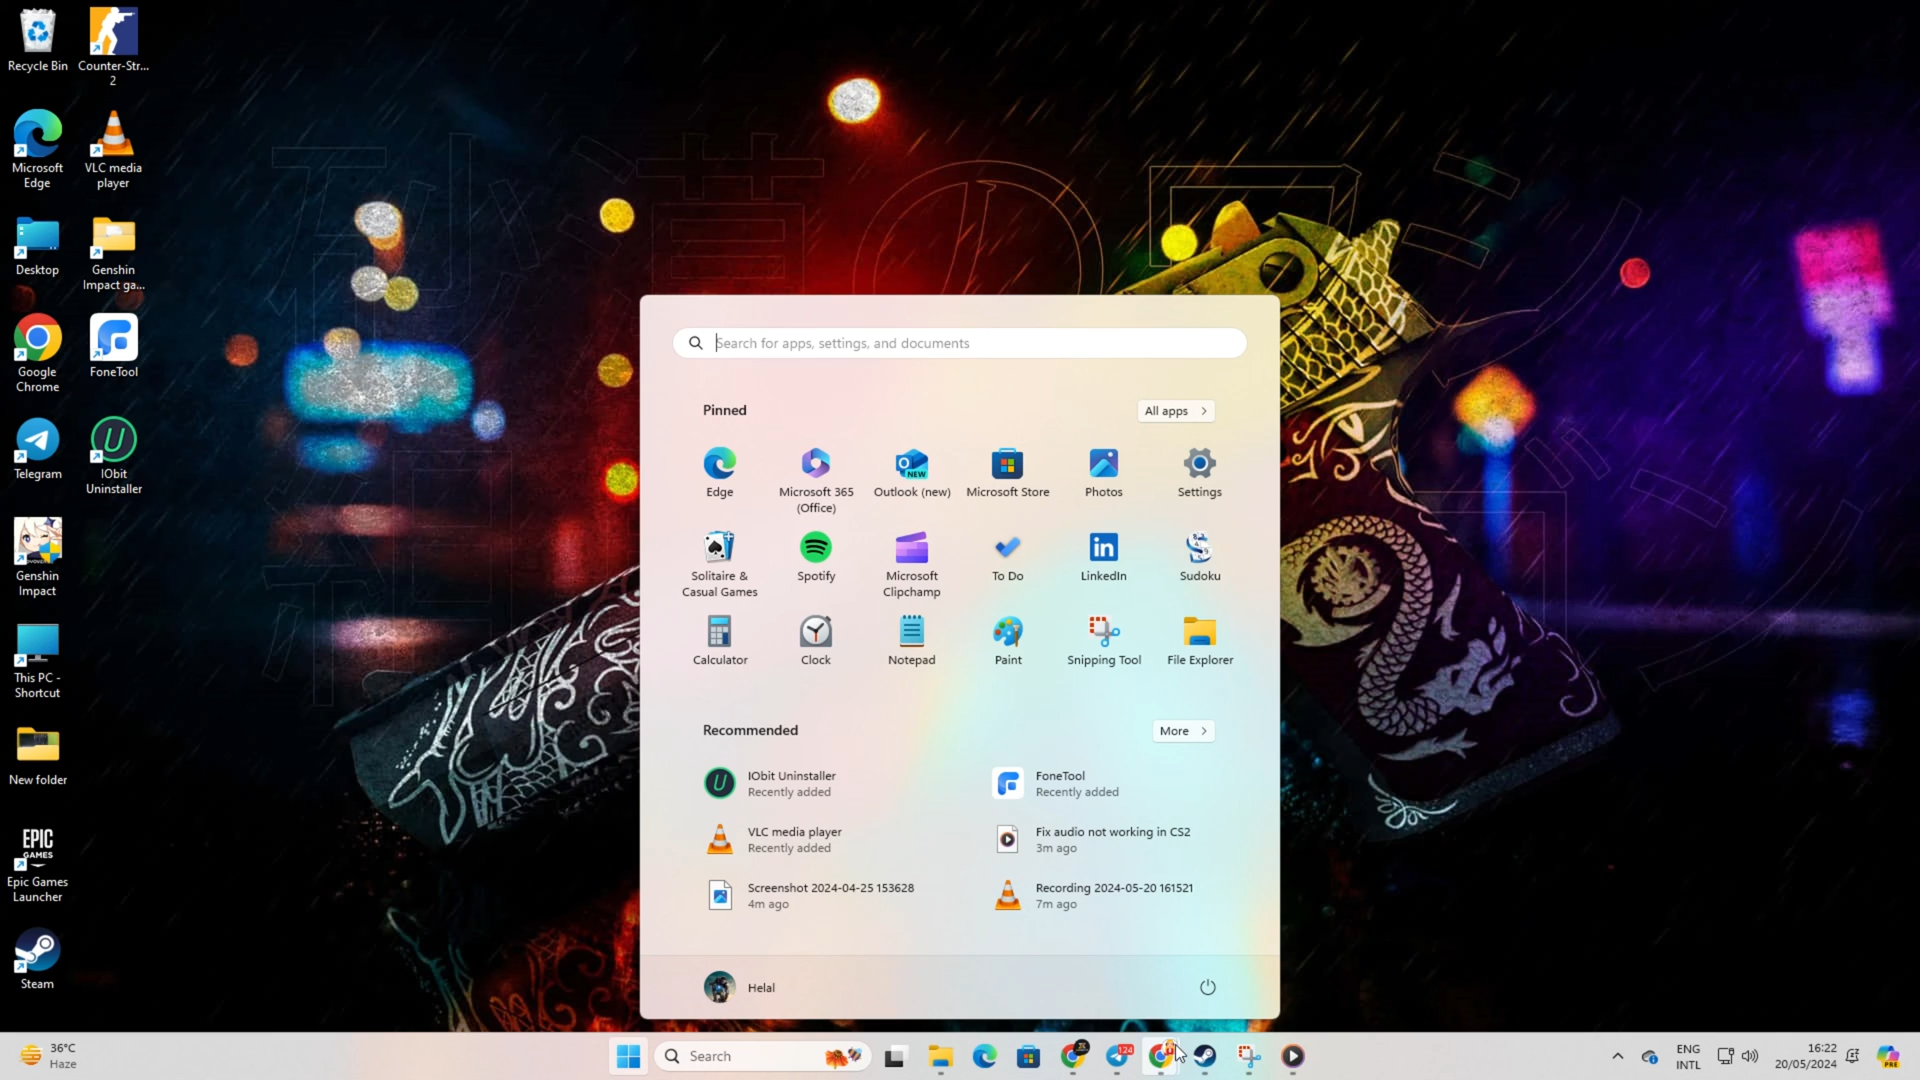 Recycle Bin
Counter-Str...
2
Microsoft
Edge
VLC media
player
Desktop
Genshin
Impact ga...
Google
Chrome
FoneTool
Telegram
IObit
Uninstaller
Genshin
Impact
This PC -
Shortcut
New folder
EPIC
GAMES
Epic Games
Launcher
Steam
Search for apps, settings, and documents
Pinned
All apps
Edge
Microsoft 365
(Office)
NEW
Outlook (new)
Microsoft Store
Photos
Settings
Solitaire &
Casual Games
Spotify
Microsoft
Clipchamp
To Do
in
LinkedIn
Sudoku
Calculator
Clock
Notepad
Paint
Snipping Tool
File Explorer
Recommended
More
IObit Uninstaller
Recently added
FoneTool
Recently added
VLC media player
Recently added
Fix audio not working in CS2
3m ago
Screenshot 2024-04-25 153628
4m ago
Recording 2024-05-20 161521
7m ago
Helal
36°C
Haze
Search
124
ENG
INTL
16:22
20/05/2024
PRE